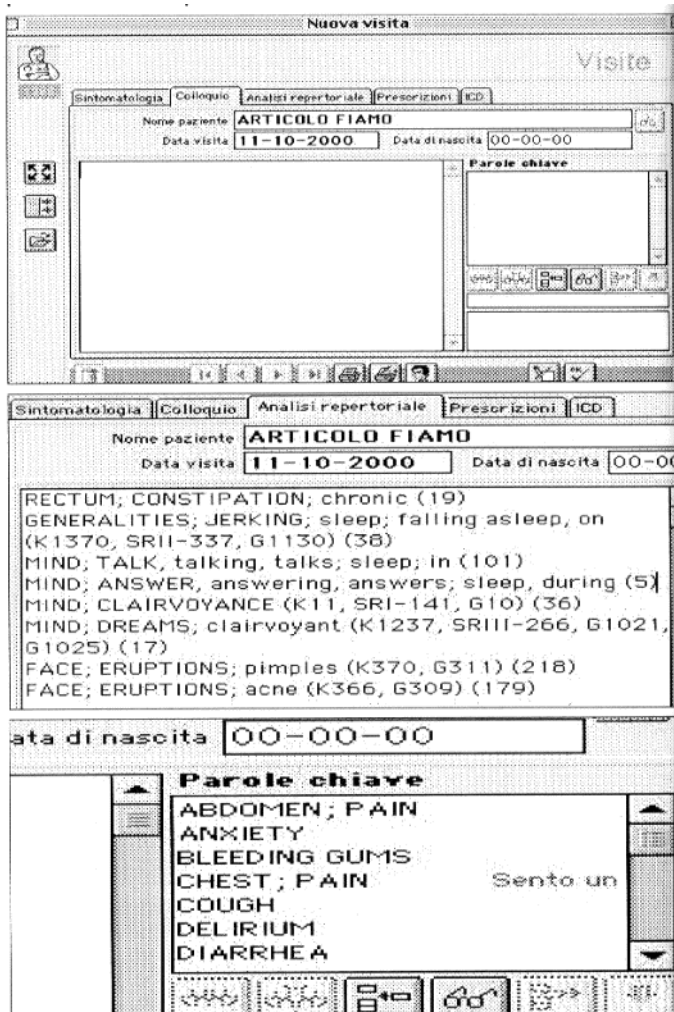 Nuova visita
Visite
Sintomatologia Colloquio Analisi repertoriale Prescrizioni ICD
Nome paziente ARTICOLO FIAMO
Data visita 11-10-2000 Data di nascita 00-00-00
Parole chiave
Sintomatologia Colloquio Analisi repertoriale Prescrizioni ICD
Nome paziente ARTICOLO FIAMO
Data visita 11-10-2000 Data di nascita 00-00
RECTUM; CONSTIPATION; chronic (19)
GENERALITIES; JERKING; sleep; falling asleep, on
(K1370, SRII-337, G1130) (38)
MIND; TALK, talking, talks; sleep; in (101)
MIND; ANSWER, answering, answers; sleep, during (5)
MIND; CLAIRVOYANCE (K11, SRI-141, G10) (36)
MIND; DREAMS; clairvoyant (K1237, SRIII-266, G1021,
G1025) (17)
FACE; ERUPTIONS; pimples (K370, G311) (218)
FACE; ERUPTIONS; acne (K366, G309) (179)
ata di nascita 00-00-00
Parole chiave
ABDOMEN; PAIN
ANXIETY
BLEEDING GUMS
CHEST; PAIN Sento un
COUGH
DELIRIUM
DIARRHEA